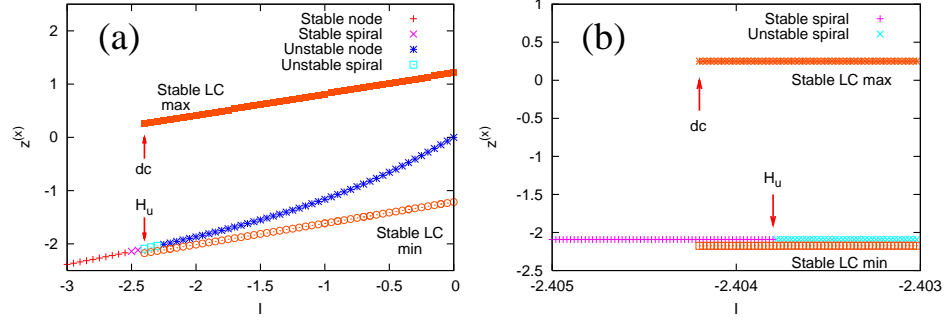 (a)
Stable node
Stable spiral
Unstable node
Unstable spiral
Stable LC
max
dc
H_u
Stable LC
min
z^(x)
2
1
0
-1
-2
-3
-2.5
-2
-1.5
-1
-0.5
0
I
(b)
Stable spiral
Unstable spiral
Stable LC max
dc
H_u
Stable LC min
z^(x)
1
0.5
0
-0.5
-1
-1.5
-2
-2.5
-2.405
-2.404
-2.403
I